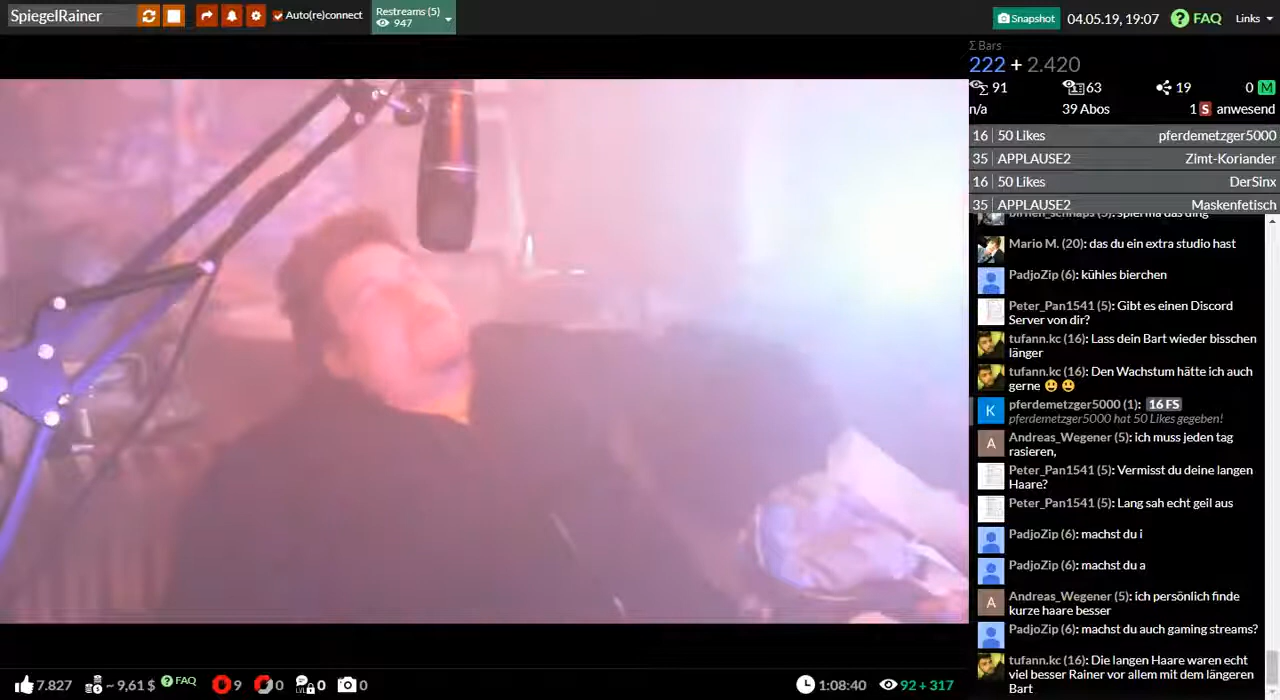 SpiegelRainer
Auto(re)connect
Restreams (5)
947
Snapshot
04.05.19, 19:07
FAQ
Links
Σ Bars
222 + 2.420
91
63
19
0 M
n/a
39 Abos
1 S anwesend
16 50 Likes pferdemetzger5000
35 APPLAUSE2 Zimt-Koriander
16 50 Likes DerSinx
35 APPLAUSE2 Maskenfetisch
Mario M. (20): das du ein extra studio hast
PadjoZip (6): kühles bierchen
Peter_Pan1541 (5): Gibt es einen Discord
Server von dir?
tufann.kc (16): Lass dein Bart wieder bisschen
länger
tufann.kc (16): Den Wachstum hätte ich auch
gerne 😃 😃
K
pferdemetzger5000 (1): 16 FS
pferdemetzger5000 hat 50 Likes gegeben!
A
Andreas_Wegener (5): ich muss jeden tag
rasieren,
Peter_Pan1541 (5): Vermisst du deine langen
Haare?
Peter_Pan1541 (5): Lang sah echt geil aus
PadjoZip (6): machst du i
PadjoZip (6): machst du a
A
Andreas_Wegener (5): ich persönlich finde
kurze haare besser
PadjoZip (6): machst du auch gaming streams?
tufann.kc (16): Die langen Haare waren echt
viel besser Rainer vor allem mit dem längeren
Bart
7.827
~ 9,61 $
FAQ
9
0
LVL
0
0
1:08:40
92 + 317